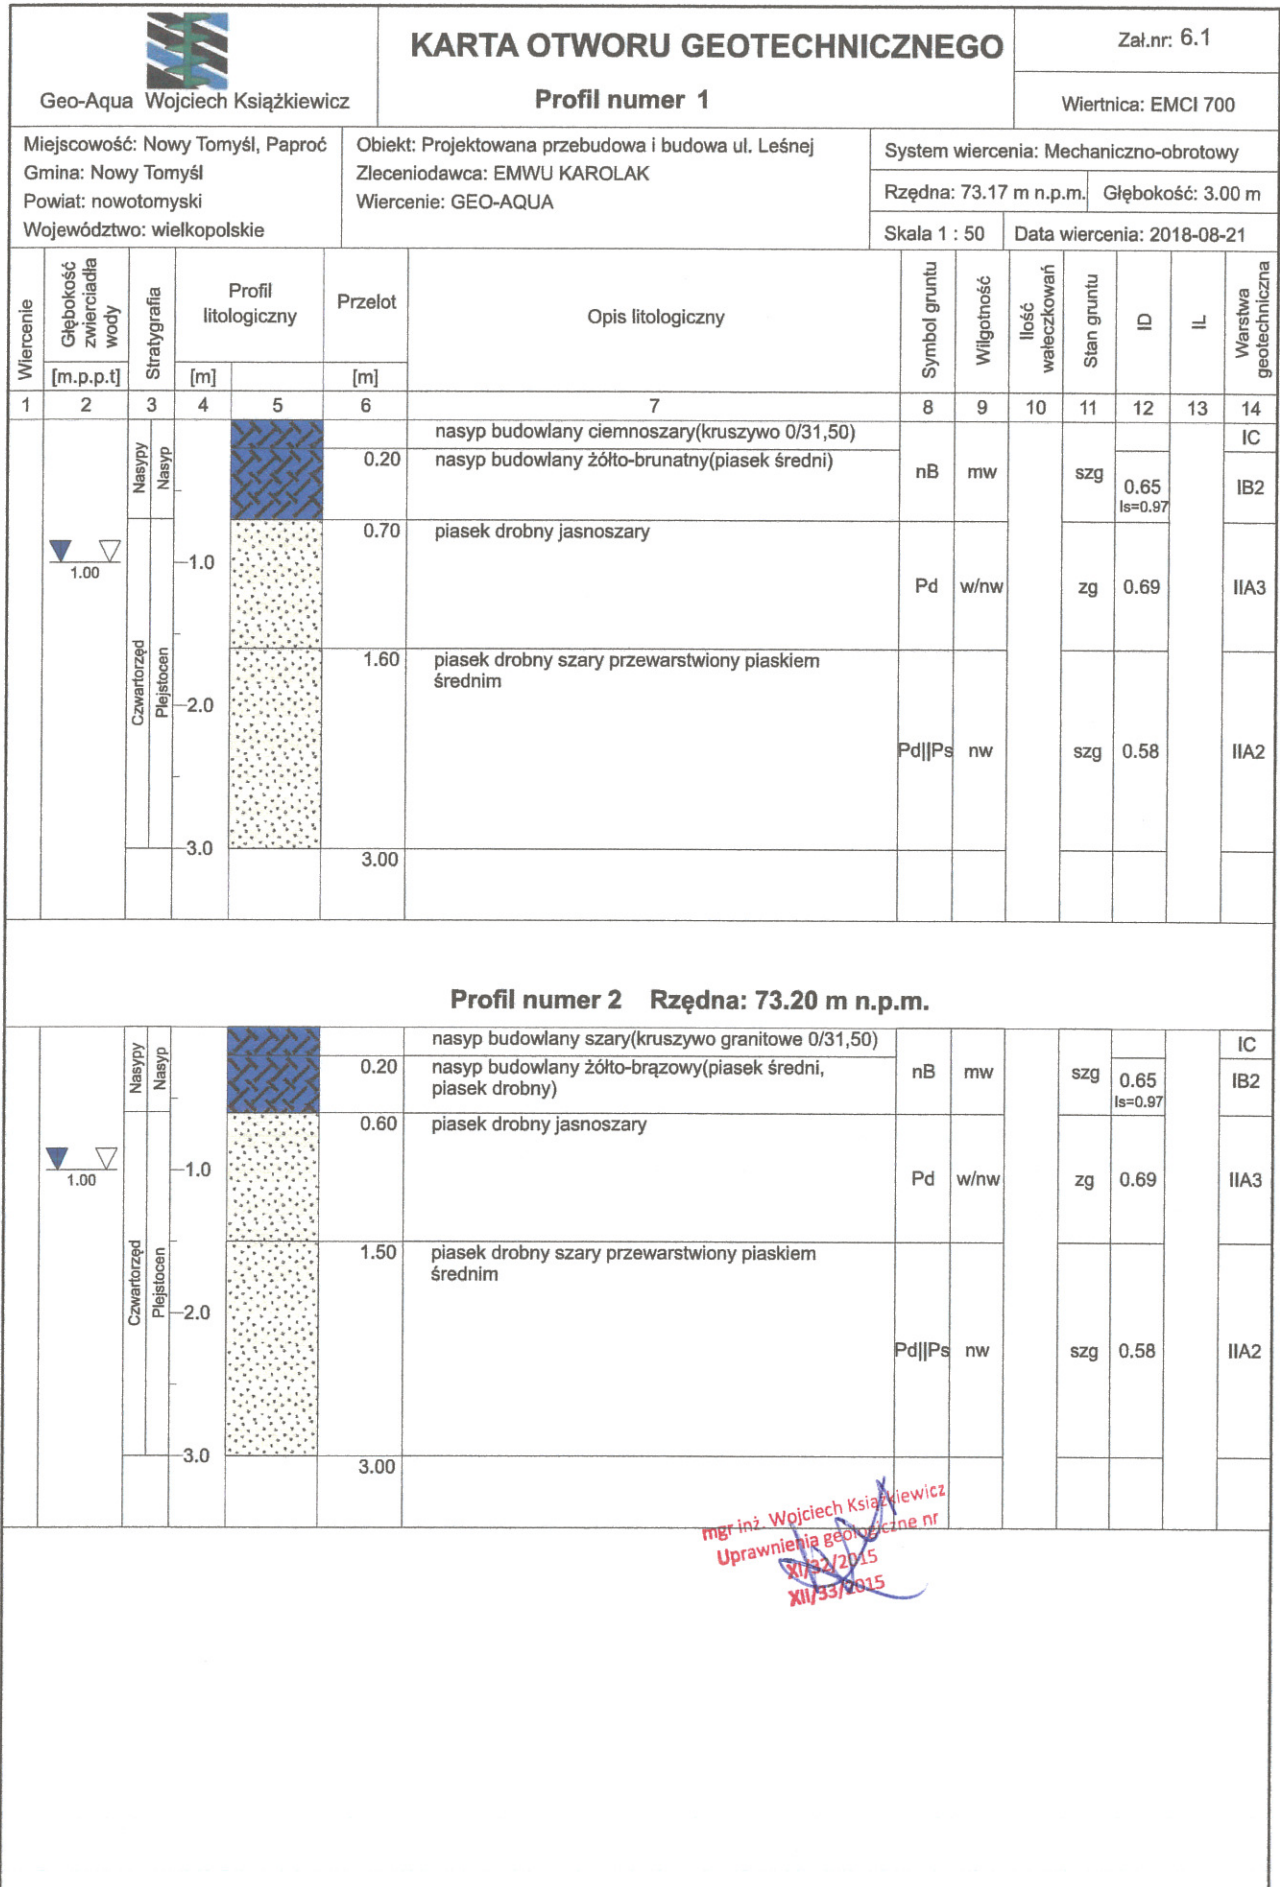 Geo-Aqua Wojciech Książkiewicz
KARTA OTWORU GEOTECHNICZNEGO
Profil numer 1
Zał.nr: 6.1
Wiertnica: EMCI 700
Miejscowość: Nowy Tomyśl, Paproć
Gmina: Nowy Tomyśl
Powiat: nowotomyski
Województwo: wielkopolskie
Obiekt: Projektowana przebudowa i budowa ul. Leśnej
Zleceniodawca: EMWU KAROLAK
Wiercenie: GEO-AQUA
System wiercenia: Mechaniczno-obrotowy
Rzędna: 73.17 m n.p.m. Głębokość: 3.00 m
Skala 1 : 50 Data wiercenia: 2018-08-21
Wiercenie
Głębokość zwierciadła wody
[m.p.p.t]
Stratygrafia
Profil litologiczny
[m]
Przelot
[m]
Opis litologiczny
Symbol gruntu
Wilgotność
Ilość wałeczkowań
Stan gruntu
ID
IL
Warstwa geotechniczna
1 2 3 4 5 6 7 8 9 10 11 12 13 14
Nasypy
Nasyp
nasyp budowlany ciemnoszary(kruszywo 0/31,50)
IC
0.20 nasyp budowlany żółto-brunatny(piasek średni)
nB mw szg 0.65 IB2
Is=0.97
0.70 piasek drobny jasnoszary
1.00
1.0
Pd w/nw zg 0.69 IIA3
Czwartorzęd
Plejstocen
1.60 piasek drobny szary przewarstwiony piaskiem
średnim
2.0
Pd||Ps nw szg 0.58 IIA2
3.0
3.00
Profil numer 2 Rzędna: 73.20 m n.p.m.
Nasypy
Nasyp
nasyp budowlany szary(kruszywo granitowe 0/31,50)
IC
0.20 nasyp budowlany żółto-brązowy(piasek średni,
piasek drobny)
nB mw szg 0.65 IB2
Is=0.97
0.60 piasek drobny jasnoszary
1.00
1.0
Pd w/nw zg 0.69 IIA3
Czwartorzęd
Plejstocen
1.50 piasek drobny szary przewarstwiony piaskiem
średnim
2.0
Pd||Ps nw szg 0.58 IIA2
3.0
3.00
mgr inż. Wojciech Książkiewicz
Uprawnienia geologiczne nr
XI/32/2015
XII/33/2015